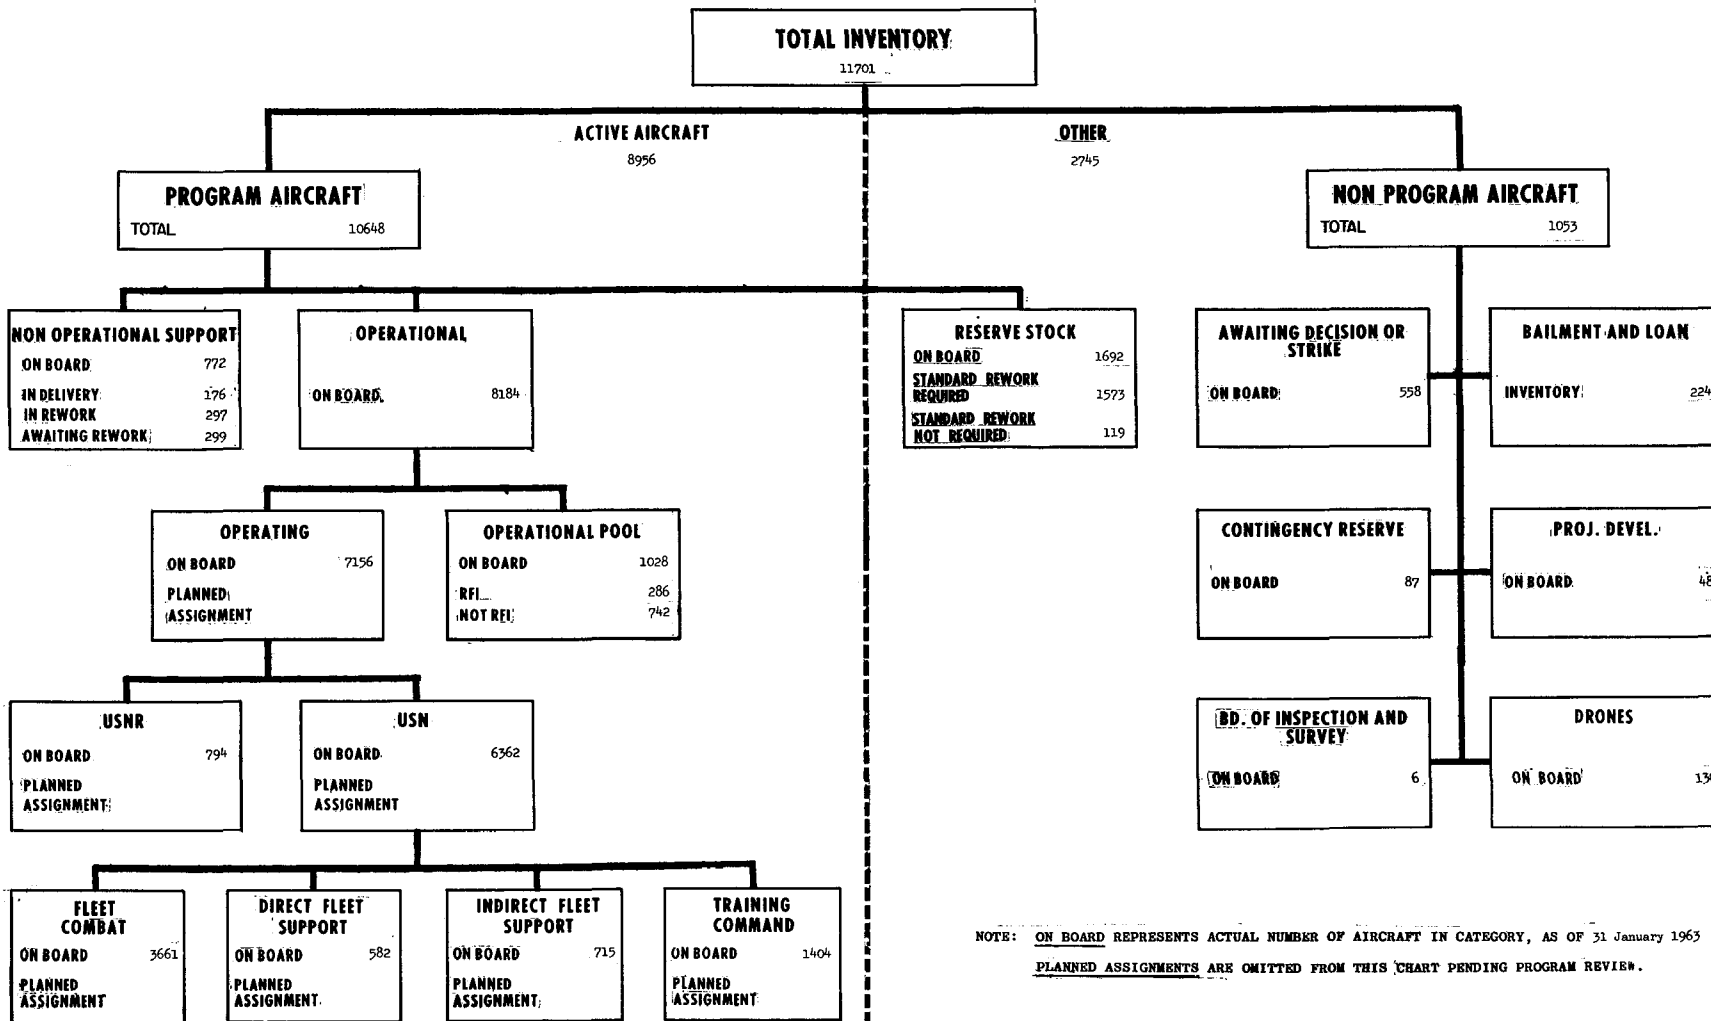 TOTAL INVENTORY
11701
ACTIVE AIRCRAFT
8956
OTHER
2745
PROGRAM AIRCRAFT
TOTAL 10648
NON PROGRAM AIRCRAFT
TOTAL 1053
NON OPERATIONAL SUPPORT
ON BOARD 772
IN DELIVERY 176
IN REWORK 297
AWAITING REWORK 299
OPERATIONAL
ON BOARD 8184
RESERVE STOCK
ON BOARD 1692
STANDARD REWORK
REQUIRED 1573
STANDARD REWORK
NOT REQUIRED 119
AWAITING DECISION OR
STRIKE
ON BOARD 558
BAILMENT AND LOAN
INVENTORY 224
OPERATING
ON BOARD 7156
PLANNED
ASSIGNMENT
OPERATIONAL POOL
ON BOARD 1028
RFI 286
NOT RFI 742
CONTINGENCY RESERVE
ON BOARD 87
PROJ. DEVEL.
ON BOARD 48
USNR
ON BOARD 794
PLANNED
ASSIGNMENT
USN
ON BOARD 6362
PLANNED
ASSIGNMENT
BD. OF INSPECTION AND
SURVEY
ON BOARD 6
DRONES
ON BOARD
FLEET
COMBAT
ON BOARD 3661
PLANNED
ASSIGNMENT
DIRECT FLEET
SUPPORT
ON BOARD 582
PLANNED
ASSIGNMENT
INDIRECT FLEET
SUPPORT
ON BOARD 715
PLANNED
ASSIGNMENT
TRAINING
COMMAND
ON BOARD 1404
PLANNED
ASSIGNMENT
NOTE: ON BOARD REPRESENTS ACTUAL NUMBER OF AIRCRAFT IN CATEGORY, AS OF 31 January 1963
PLANNED ASSIGNMENTS ARE OMITTED FROM THIS CHART PENDING PROGRAM REVIEW.